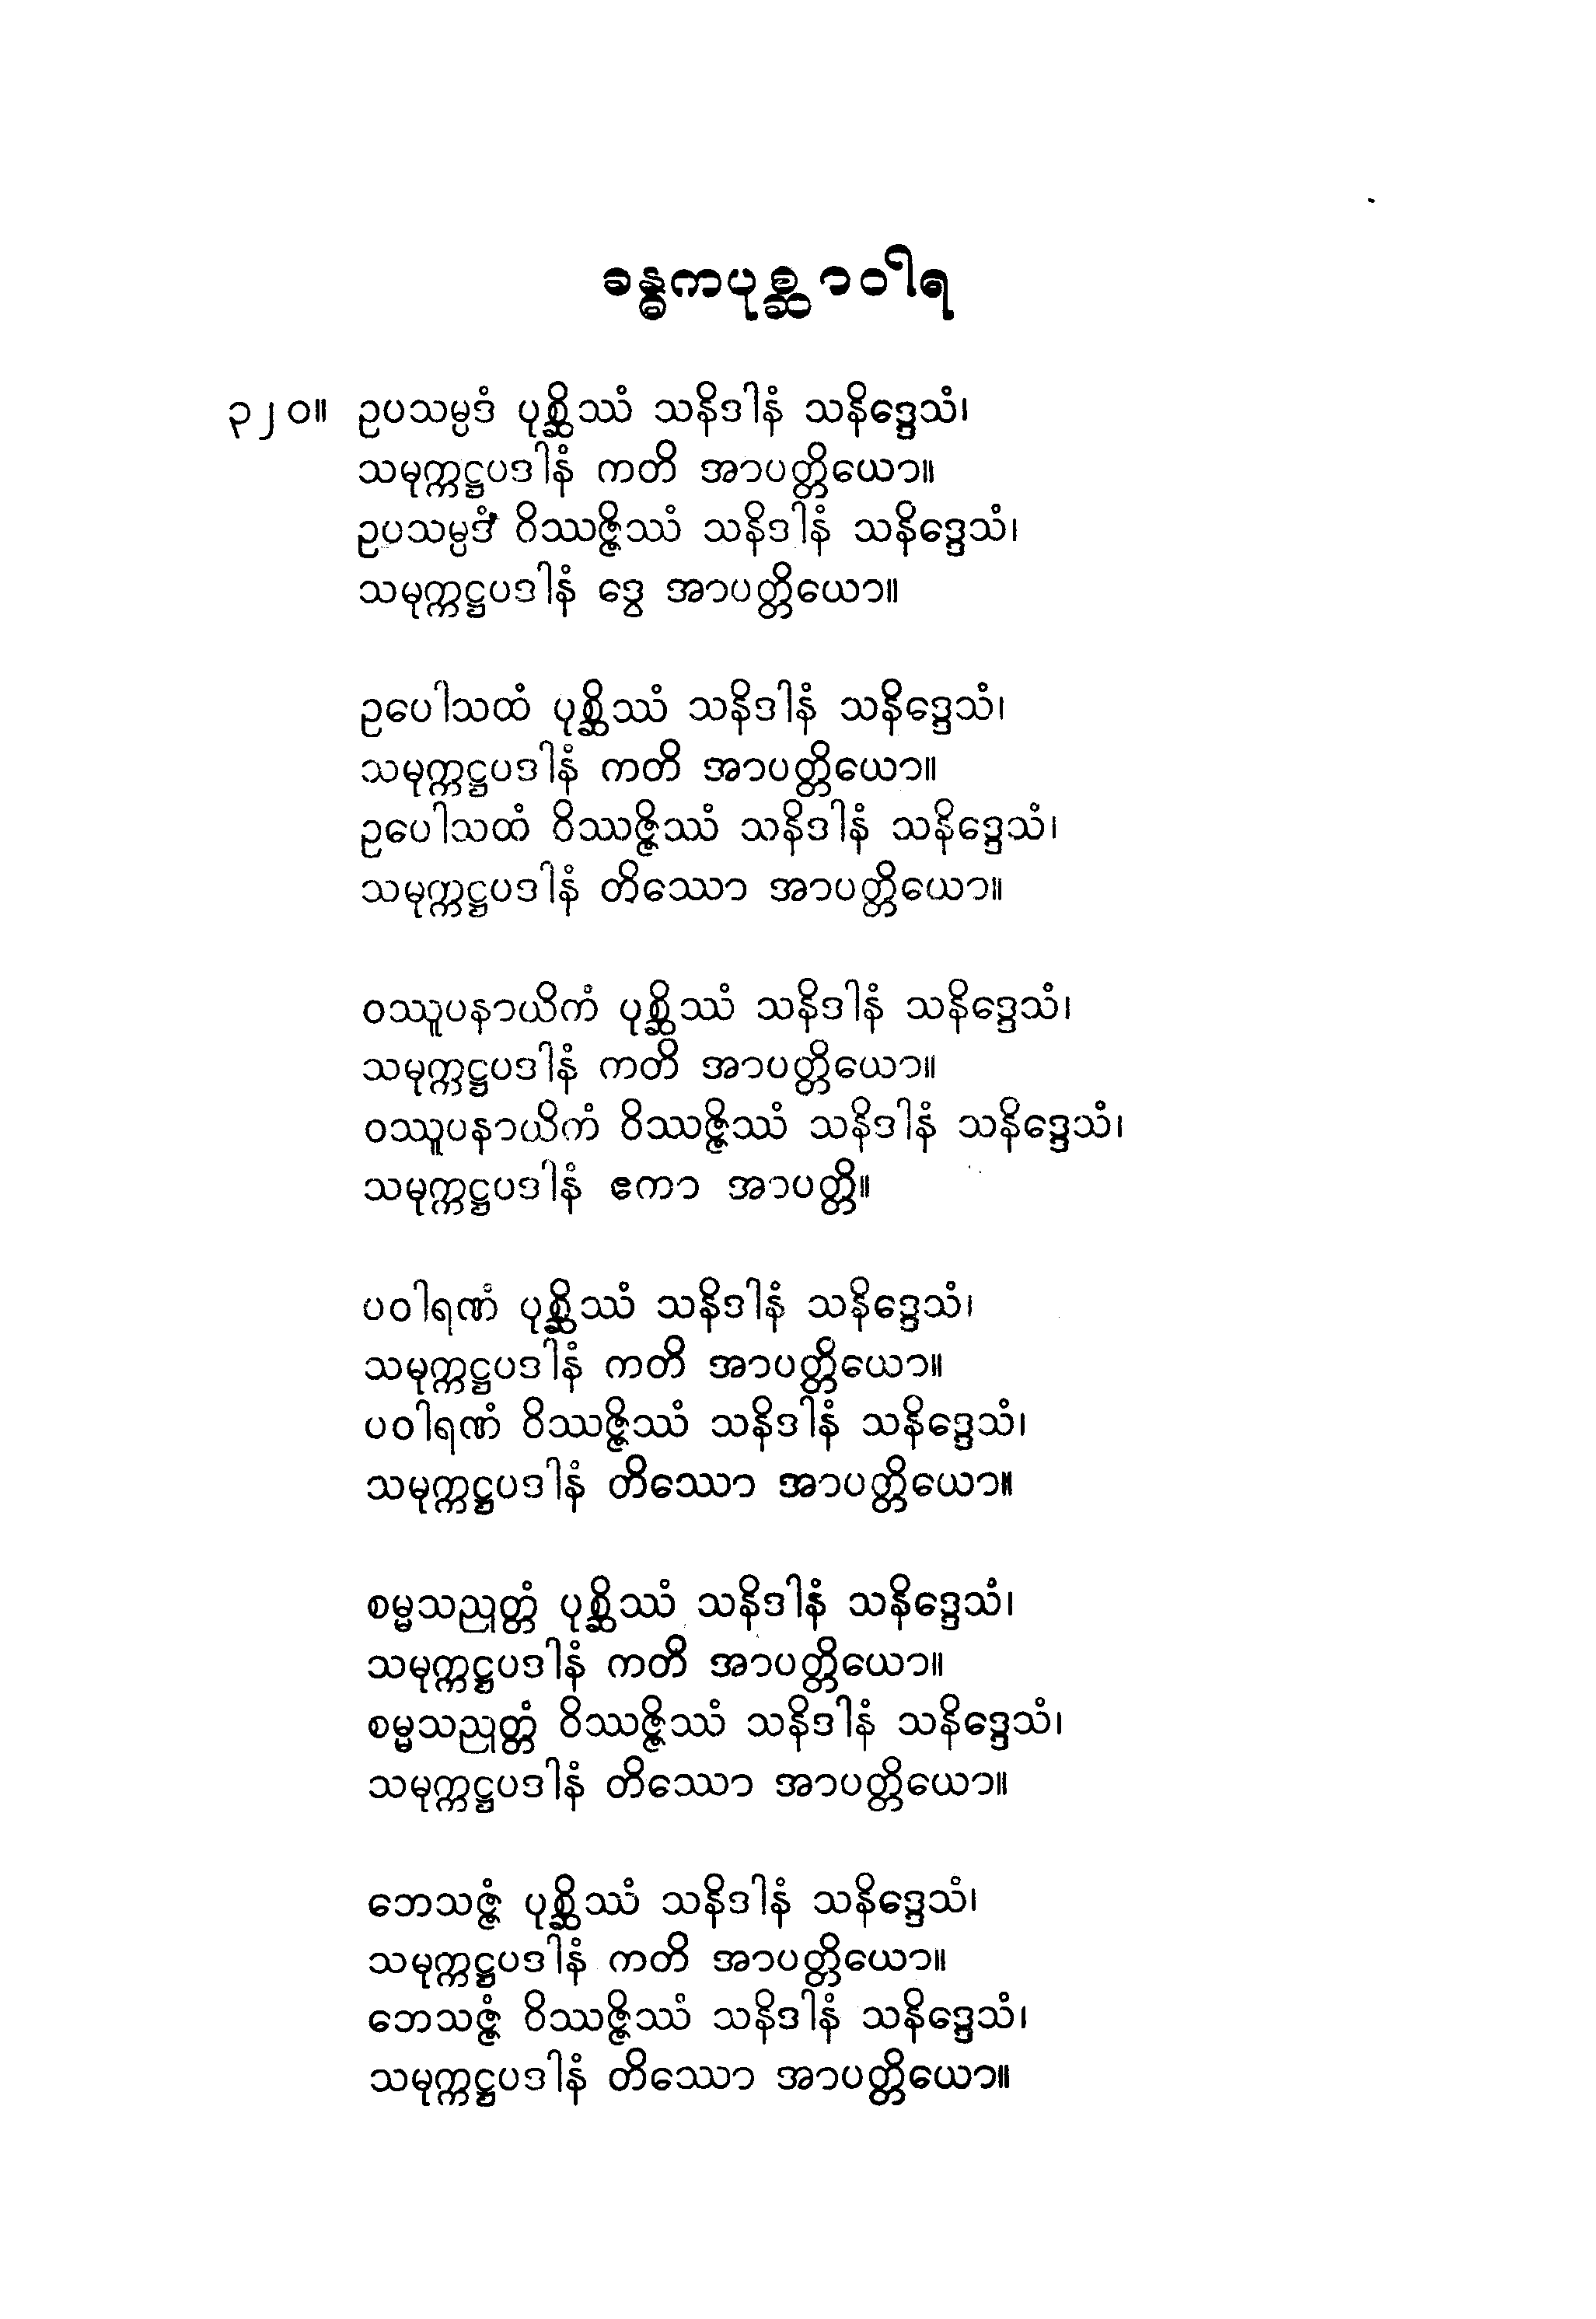 ခန္ဓကပုစ္ဆာဝါရ
၃၂၀။ ဥပသမ္ပဒံ ပုစ္ဆိဿံ သနိဒါနံ သနိဒ္ဒေသံ၊
သမုက္ကဋ္ဌပဒါနံ ကတိ အာပတ္တိယော။
ဥပသမ္ပဒံ ဝိဿဇ္ဇိဿံ သနိဒါနံ သနိဒ္ဒေသံ၊
သမုက္ကဋ္ဌပဒါနံ ဒွေ အာပတ္တိယော။
ဥပေါသထံ ပုစ္ဆိဿံ သနိဒါနံ သနိဒ္ဒေသံ၊
သမုက္ကဋ္ဌပဒါနံ ကတိ အာပတ္တိယော။
ဥပေါသထံ ဝိဿဇ္ဇိဿံ သနိဒါနံ သနိဒ္ဒေသံ၊
သမုက္ကဋ္ဌပဒါနံ တိဿော အာပတ္တိယော။
ဝဿူပနာယိကံ ပုစ္ဆိဿံ သနိဒါနံ သနိဒ္ဒေသံ၊
သမုက္ကဋ္ဌပဒါနံ ကတိ အာပတ္တိယော။
ဝဿူပနာယိကံ ဝိဿဇ္ဇိဿံ သနိဒါနံ သနိဒ္ဒေသံ၊
သမုက္ကဋ္ဌပဒါနံ ဧကာ အာပတ္တိ။
ပဝါရဏံ ပုစ္ဆိဿံ သနိဒါနံ သနိဒ္ဒေသံ၊
သမုက္ကဋ္ဌပဒါနံ ကတိ အာပတ္တိယော။
ပဝါရဏံ ဝိဿဇ္ဇိဿံ သနိဒါနံ သနိဒ္ဒေသံ၊
သမုက္ကဋ္ဌပဒါနံ တိဿော အာပတ္တိယော။
စမ္မသညုတ္တံ ပုစ္ဆိဿံ သနိဒါနံ သနိဒ္ဒေသံ၊
သမုက္ကဋ္ဌပဒါနံ ကတိ အာပတ္တိယော။
စမ္မသညုတ္တံ ဝိဿဇ္ဇိဿံ သနိဒါနံ သနိဒ္ဒေသံ၊
သမုက္ကဋ္ဌပဒါနံ တိဿော အာပတ္တိယော။
ဘေသဇ္ဇံ ပုစ္ဆိဿံ သနိဒါနံ သနိဒ္ဒေသံ၊
သမုက္ကဋ္ဌပဒါနံ ကတိ အာပတ္တိယော။
ဘေသဇ္ဇံ ဝိဿဇ္ဇိဿံ သနိဒါနံ သနိဒ္ဒေသံ၊
သမုက္ကဋ္ဌပဒါနံ တိဿော အာပတ္တိယော။